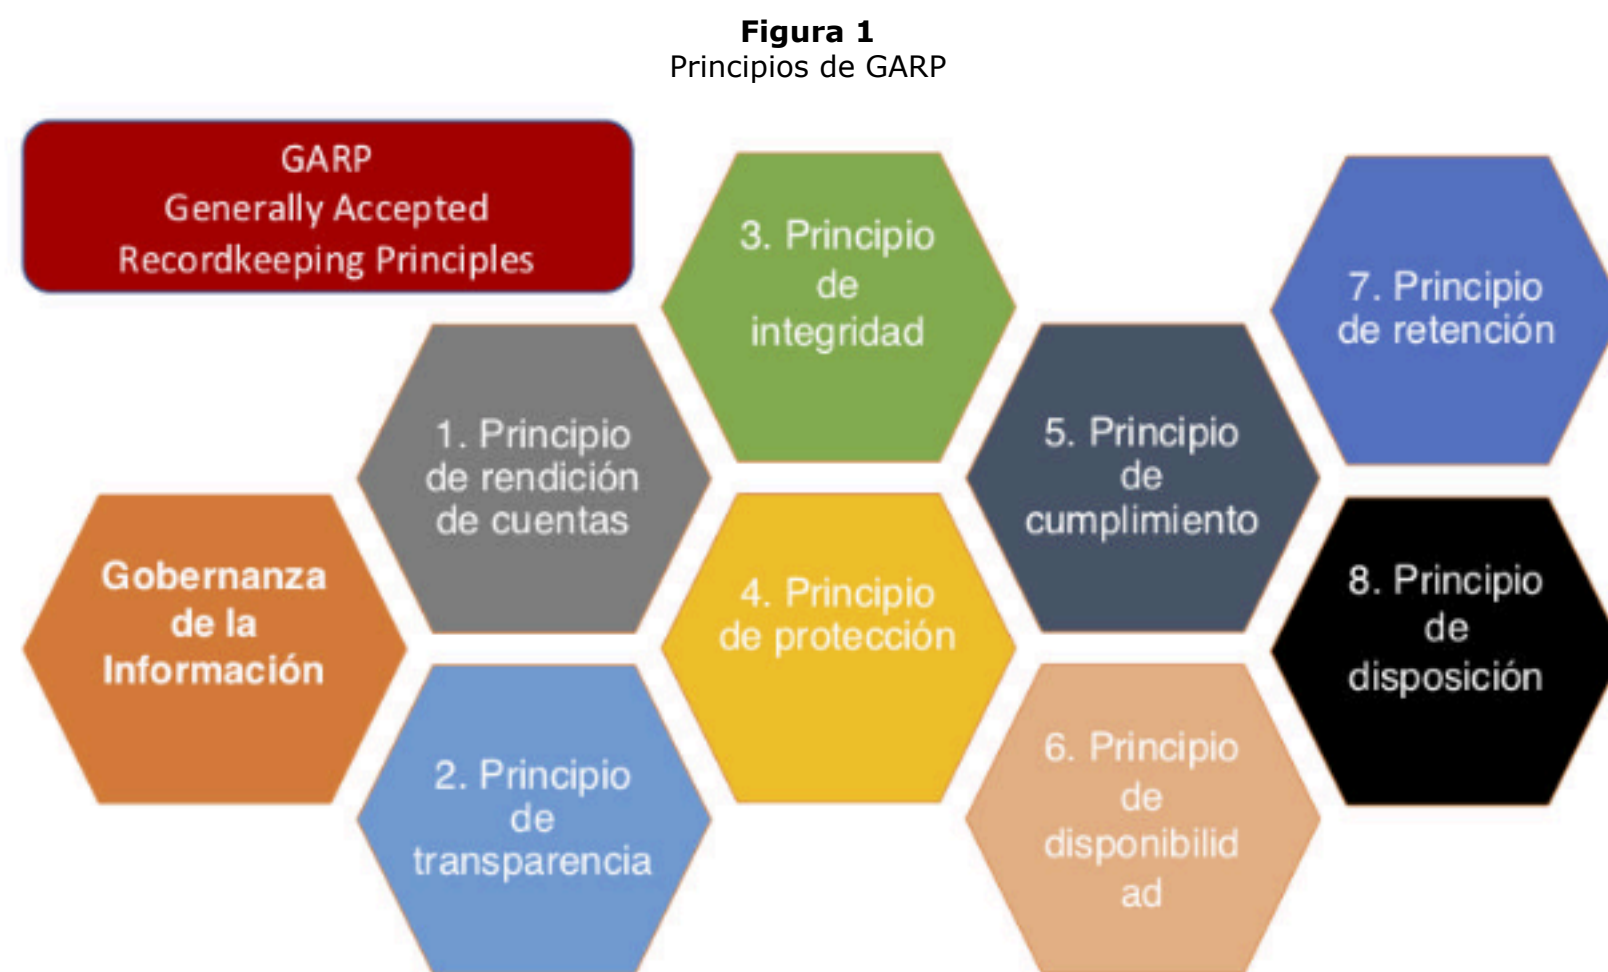 Figura 1
Principios de GARP
GARP
Generally Accepted
Recordkeeping Principles
Gobernanza
de la
Información
1. Principio
de rendición
de cuentas
2. Principio
de
transparencia
3. Principio
de
integridad
4. Principio
de protección
5. Principio
de
cumplimiento
6. Principio
de
disponibilid
ad
7. Principio
de retención
8. Principio
de
disposición